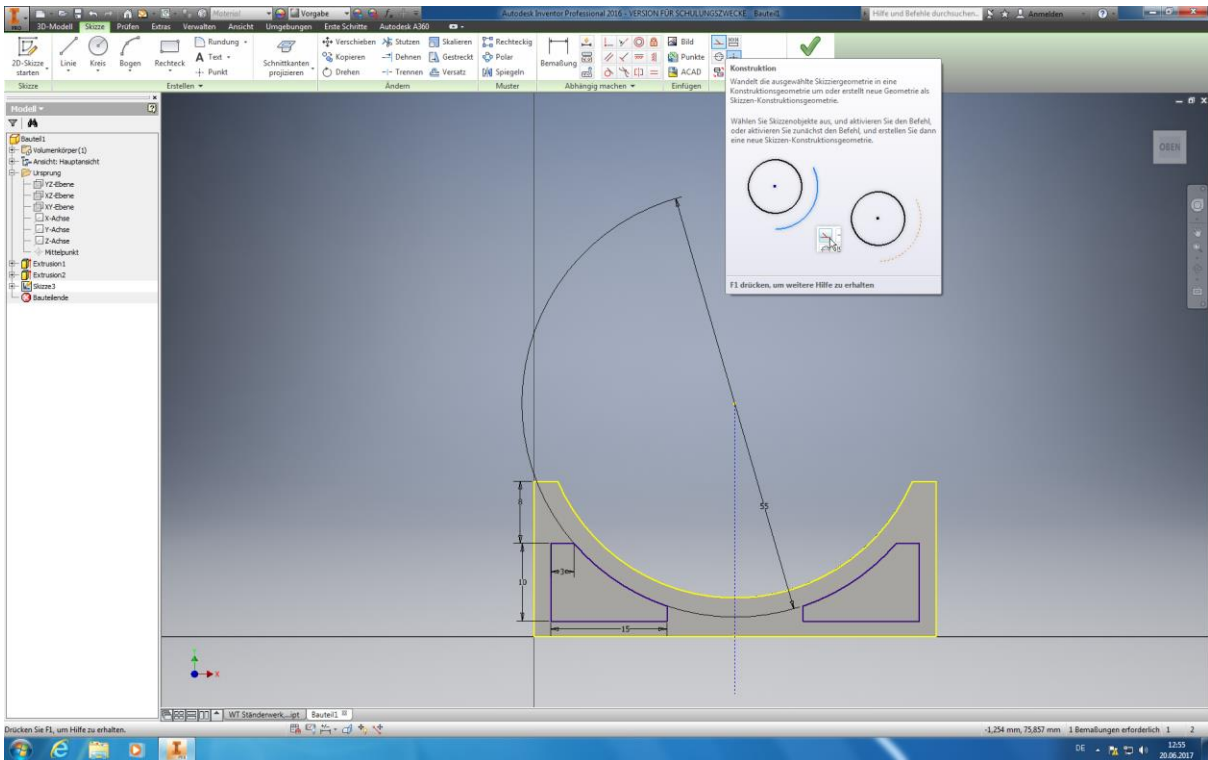 Material
Vorgabe
Autodesk Inventor Professional 2016 - VERSION FÜR SCHULUNGSZWECKE Bauteil1
Hilfe und Befehle durchsuchen...
Anmelden
3D-Modell Skizze Prüfen Extras Verwalten Ansicht Umgebungen Erste Schritte Autodesk A360
2D-Skizze starten
Linie
Kreis
Bogen
Rechteck
Rundung
Text
Punkt
Schnittkanten projizieren
Verschieben
Kopieren
Drehen
Stutzen
Dehnen
Trennen
Skalieren
Gestreckt
Versatz
Rechteckig
Polar
Spiegeln
Bemaßung
Bild
Punkte
ACAD
Skizze
Erstellen
Ändern
Muster
Abhängig machen
Einfügen
Konstruktion
Wandelt die ausgewählte Skizziergeometrie in eine
Konstruktionsgeometrie um oder erstellt neue Geometrie als
Skizzen-Konstruktionsgeometrie.
Wählen Sie Skizzenobjekte aus, und aktivieren Sie den Befehl,
oder aktivieren Sie zunächst den Befehl, und erstellen Sie dann
eine neue Skizzen-Konstruktionsgeometrie.
F1 drücken, um weitere Hilfe zu erhalten
Modell
Bauteil1
Volumenkörper(1)
Ansicht: Hauptansicht
Ursprung
YZ-Ebene
XZ-Ebene
XY-Ebene
X-Achse
Y-Achse
Z-Achse
Mittelpunkt
Extrusion1
Extrusion2
Skizze3
Bauteilende
OBEN
8
55
3
10
15
X
WT Ständerwerk,...ipt
Bauteil1
Drücken Sie F1, um Hilfe zu erhalten.
-1,254 mm, 75,857 mm 1 Bemaßungen erforderlich 1 2
DE
12:55
20.06.2017